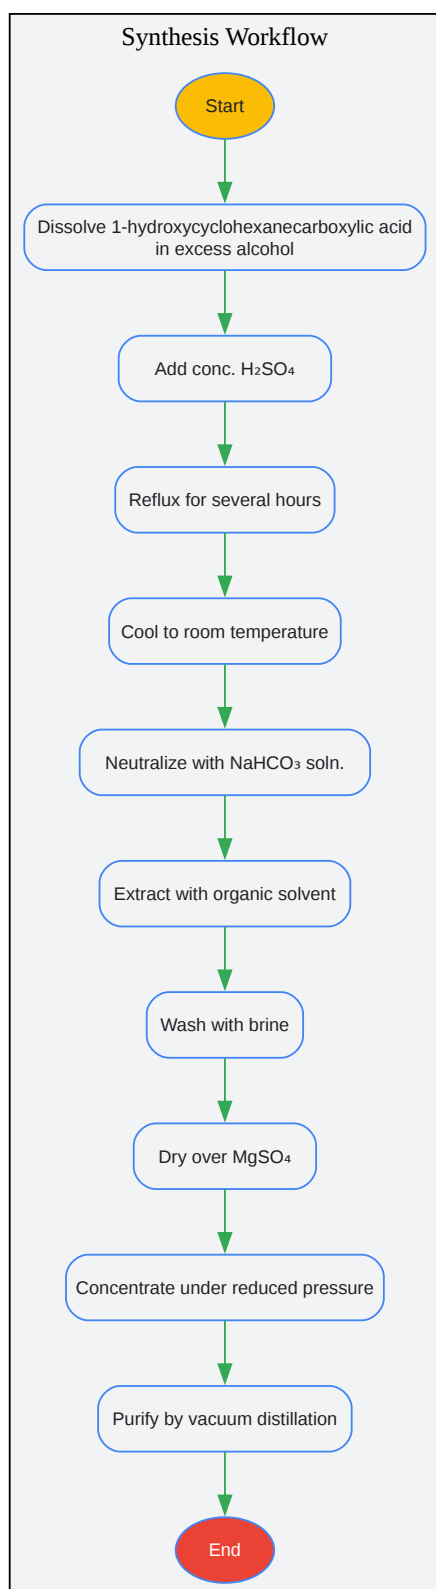 Synthesis Workflow
Start
Dissolve 1-hydroxycyclohexanecarboxylic acid
in excess alcohol
Add conc. H₂SO₄
Reflux for several hours
Cool to room temperature
Neutralize with NaHCO₃ soln.
Extract with organic solvent
Wash with brine
Dry over MgSO₄
Concentrate under reduced pressure
Purify by vacuum distillation
End